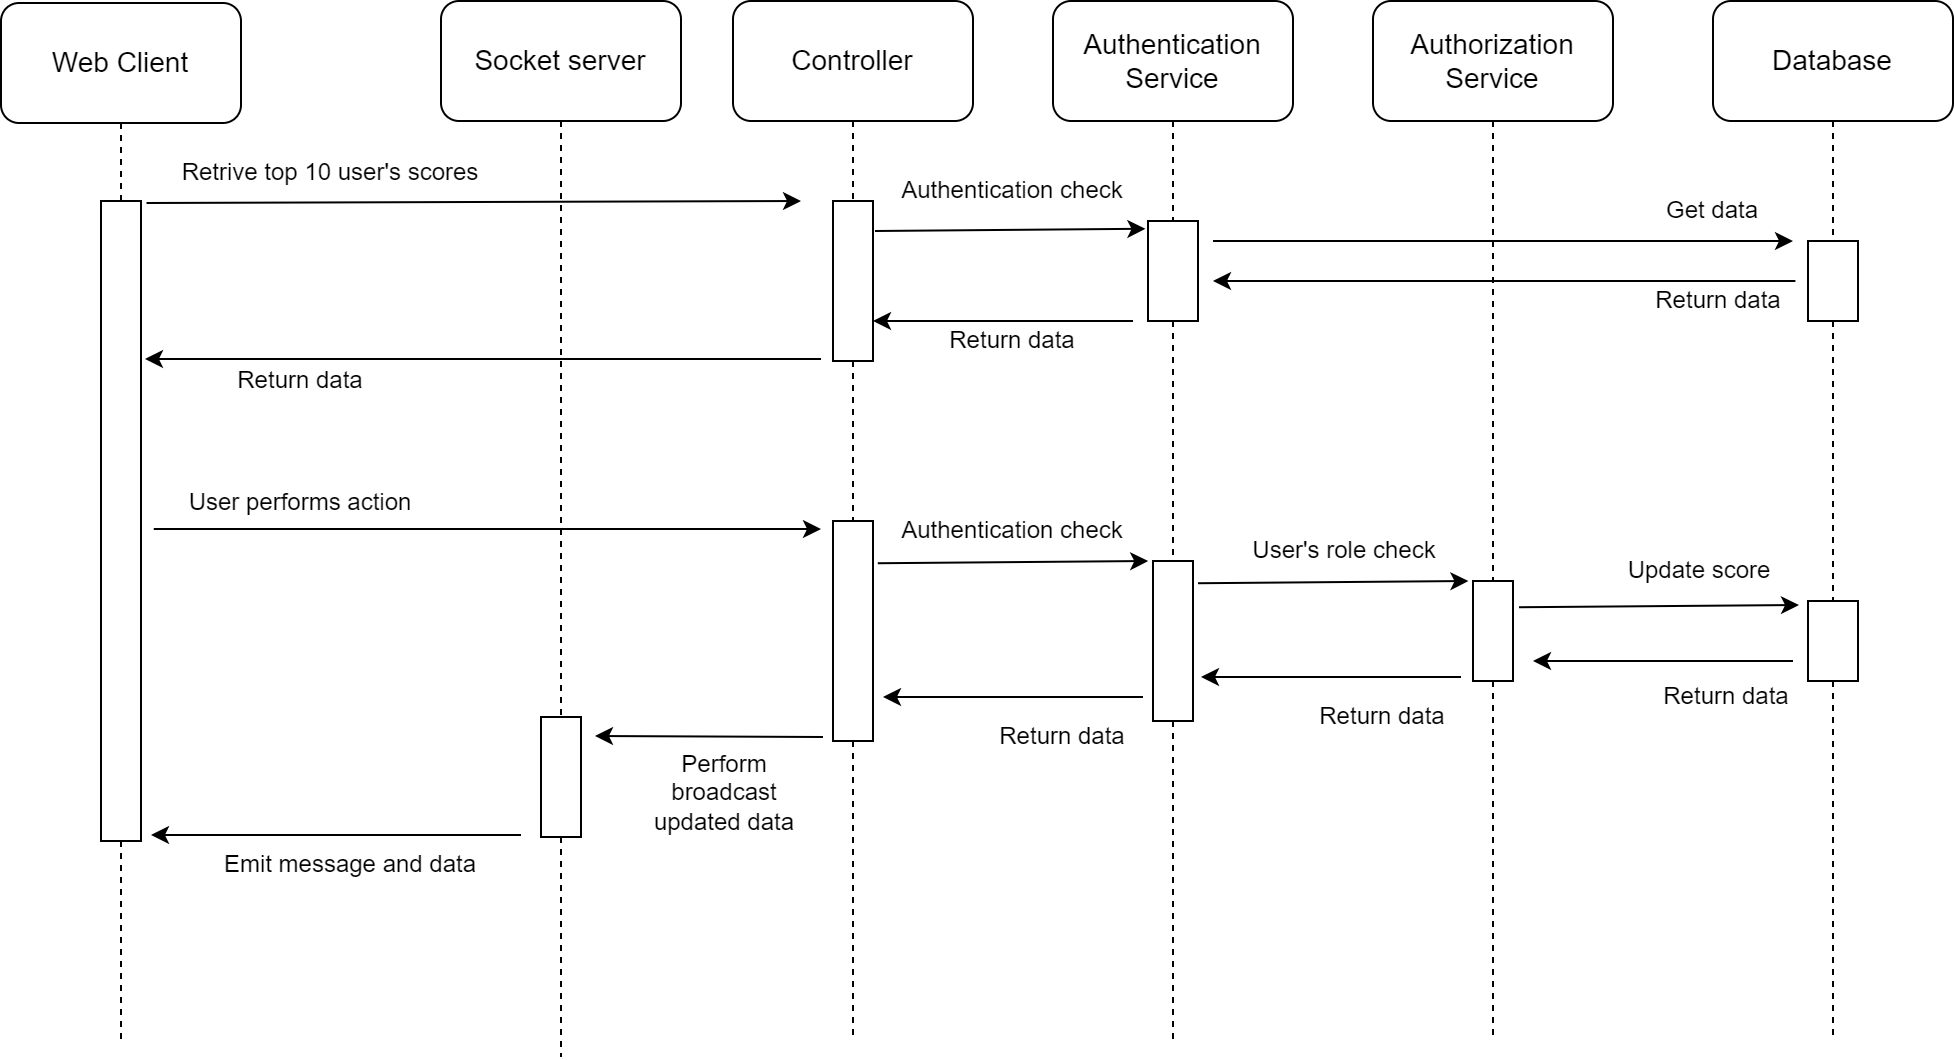 Web Client
Socket server
Controller
Authentication
Service
Authorization
Service
Database
Retrive top 10 user's scores
Authentication check
Get data
Return data
Return data
Return data
User performs action
Authentication check
User's role check
Update score
Return data
Return data
Return data
Perform
broadcast
updated data
Emit message and data